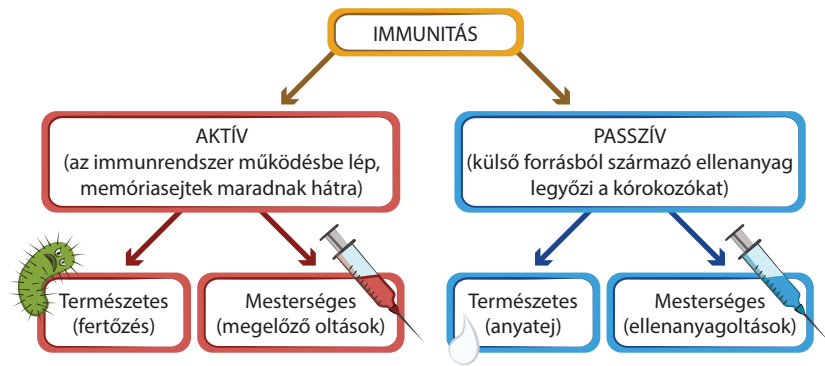 IMMUNITÁS
AKTÍV
(az immunrendszer működésbe lép,
memóriasejtek maradnak hátra)
PASSZÍV
(külső forrásból származó ellenanyag
legyőzi a kórokozókat)
Természetes
(fertőzés)
Mesterséges
(megelőző oltások)
Természetes
(anyatej)
Mesterséges
(ellenanyagoltások)